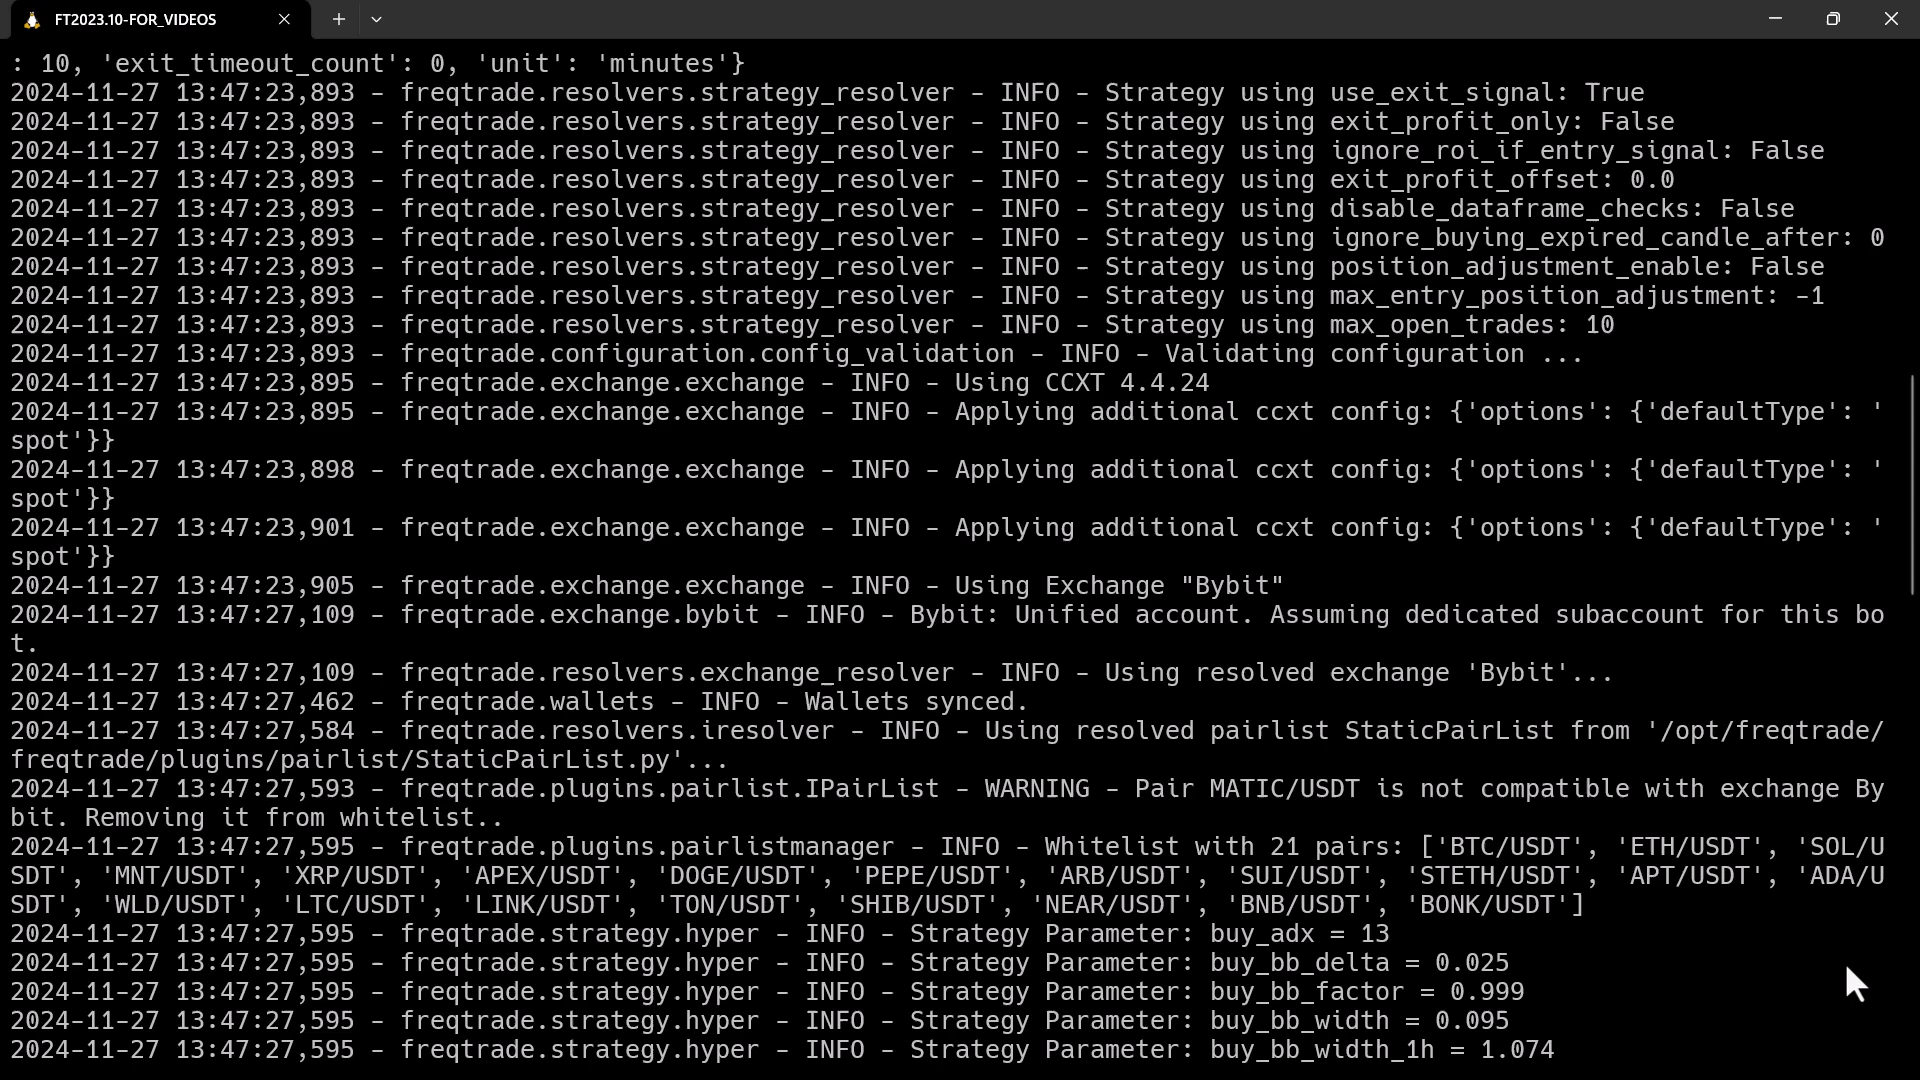 FT2023.10-FOR_VIDEOS
: 10, 'exit_timeout_count': 0, 'unit': 'minutes'}
2024-11-27 13:47:23,893 - freqtrade.resolvers.strategy_resolver - INFO - Strategy using use_exit_signal: True
2024-11-27 13:47:23,893 - freqtrade.resolvers.strategy_resolver - INFO - Strategy using exit_profit_only: False
2024-11-27 13:47:23,893 - freqtrade.resolvers.strategy_resolver - INFO - Strategy using ignore_roi_if_entry_signal: False
2024-11-27 13:47:23,893 - freqtrade.resolvers.strategy_resolver - INFO - Strategy using exit_profit_offset: 0.0
2024-11-27 13:47:23,893 - freqtrade.resolvers.strategy_resolver - INFO - Strategy using disable_dataframe_checks: False
2024-11-27 13:47:23,893 - freqtrade.resolvers.strategy_resolver - INFO - Strategy using ignore_buying_expired_candle_after: 0
2024-11-27 13:47:23,893 - freqtrade.resolvers.strategy_resolver - INFO - Strategy using position_adjustment_enable: False
2024-11-27 13:47:23,893 - freqtrade.resolvers.strategy_resolver - INFO - Strategy using max_entry_position_adjustment: -1
2024-11-27 13:47:23,893 - freqtrade.resolvers.strategy_resolver - INFO - Strategy using max_open_trades: 10
2024-11-27 13:47:23,893 - freqtrade.configuration.config_validation - INFO - Validating configuration ...
2024-11-27 13:47:23,895 - freqtrade.exchange.exchange - INFO - Using CCXT 4.4.24
2024-11-27 13:47:23,895 - freqtrade.exchange.exchange - INFO - Applying additional ccxt config: {'options': {'defaultType': '
spot'}}
2024-11-27 13:47:23,898 - freqtrade.exchange.exchange - INFO - Applying additional ccxt config: {'options': {'defaultType': '
spot'}}
2024-11-27 13:47:23,901 - freqtrade.exchange.exchange - INFO - Applying additional ccxt config: {'options': {'defaultType': '
spot'}}
2024-11-27 13:47:23,905 - freqtrade.exchange.exchange - INFO - Using Exchange "Bybit"
2024-11-27 13:47:27,109 - freqtrade.exchange.bybit - INFO - Bybit: Unified account. Assuming dedicated subaccount for this bo
t.
2024-11-27 13:47:27,109 - freqtrade.resolvers.exchange_resolver - INFO - Using resolved exchange 'Bybit'...
2024-11-27 13:47:27,462 - freqtrade.wallets - INFO - Wallets synced.
2024-11-27 13:47:27,584 - freqtrade.resolvers.iresolver - INFO - Using resolved pairlist StaticPairList from '/opt/freqtrade/
freqtrade/plugins/pairlist/StaticPairList.py'...
2024-11-27 13:47:27,593 - freqtrade.plugins.pairlist.IPairList - WARNING - Pair MATIC/USDT is not compatible with exchange By
bit. Removing it from whitelist..
2024-11-27 13:47:27,595 - freqtrade.plugins.pairlistmanager - INFO - Whitelist with 21 pairs: ['BTC/USDT', 'ETH/USDT', 'SOL/U
SDT', 'MNT/USDT', 'XRP/USDT', 'APEX/USDT', 'DOGE/USDT', 'PEPE/USDT', 'ARB/USDT', 'SUI/USDT', 'STETH/USDT', 'APT/USDT', 'ADA/U
SDT', 'WLD/USDT', 'LTC/USDT', 'LINK/USDT', 'TON/USDT', 'SHIB/USDT', 'NEAR/USDT', 'BNB/USDT', 'BONK/USDT']
2024-11-27 13:47:27,595 - freqtrade.strategy.hyper - INFO - Strategy Parameter: buy_adx = 13
2024-11-27 13:47:27,595 - freqtrade.strategy.hyper - INFO - Strategy Parameter: buy_bb_delta = 0.025
2024-11-27 13:47:27,595 - freqtrade.strategy.hyper - INFO - Strategy Parameter: buy_bb_factor = 0.999
2024-11-27 13:47:27,595 - freqtrade.strategy.hyper - INFO - Strategy Parameter: buy_bb_width = 0.095
2024-11-27 13:47:27,595 - freqtrade.strategy.hyper - INFO - Strategy Parameter: buy_bb_width_1h = 1.074